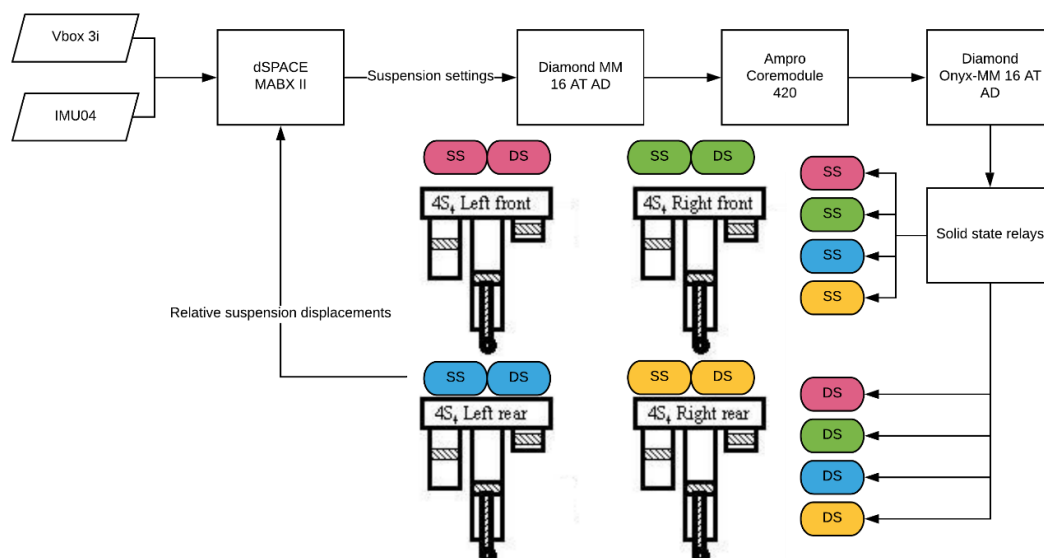 Vbox 3i
IMU04
dSPACE
MABX II
Suspension settings
Diamond MM
16 AT AD
Ampro
Coremodule
420
Diamond
Onyx-MM 16 AT
AD
SS DS
SS DS
4S₄ Left front
4S₄ Right front
SS
SS
SS
SS
Solid state relays
Relative suspension displacements
SS DS
SS DS
4S₄ Left rear
4S₄ Right rear
DS
DS
DS
DS